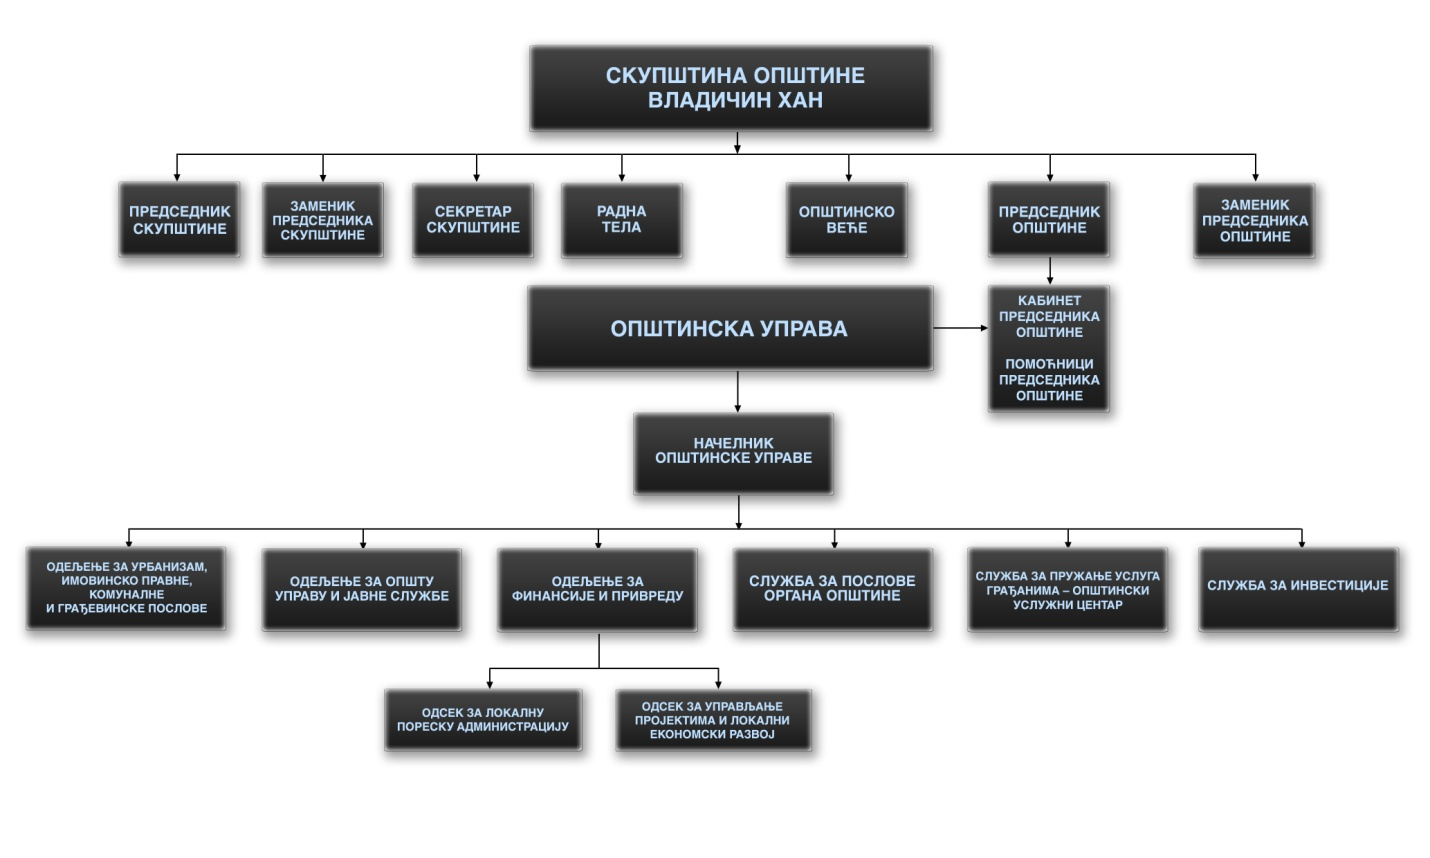 СКУПШТИНА ОПШТИНЕ
ВЛАДИЧИН ХАН
ПРЕДСЕДНИК
СКУПШТИНЕ
ЗАМЕНИК
ПРЕДСЕДНИКА
СКУПШТИНЕ
СЕКРЕТАР
СКУПШТИНЕ
РАДНА
ТЕЛА
ОПШТИНСКО
ВЕЋЕ
ПРЕДСЕДНИК
ОПШТИНЕ
ЗАМЕНИК
ПРЕДСЕДНИКА
ОПШТИНЕ
ОПШТИНСКА УПРАВА
КАБИНЕТ
ПРЕДСЕДНИКА
ОПШТИНЕ
ПОМОЋНИЦИ
ПРЕДСЕДНИКА
ОПШТИНЕ
НАЧЕЛНИК
ОПШТИНСКЕ УПРАВЕ
ОДЕЉЕЊЕ ЗА УРБАНИЗАМ,
ИМОВИНСКО ПРАВНЕ,
КОМУНАЛНЕ
И ГРАЂЕВИНСКЕ ПОСЛОВЕ
ОДЕЉЕЊЕ ЗА ОПШТУ
УПРАВУ И ЈАВНЕ СЛУЖБЕ
ОДЕЉЕЊЕ ЗА
ФИНАНСИЈЕ И ПРИВРЕДУ
СЛУЖБА ЗА ПОСЛОВЕ
ОРГАНА ОПШТИНЕ
СЛУЖБА ЗА ПРУЖАЊЕ УСЛУГА
ГРАЂАНИМА – ОПШТИНСКИ
УСЛУЖНИ ЦЕНТАР
СЛУЖБА ЗА ИНВЕСТИЦИЈЕ
ОДСЕК ЗА ЛОКАЛНУ
ПОРЕСКУ АДМИНИСТРАЦИЈУ
ОДСЕК ЗА УПРАВЉАЊЕ
ПРОЈЕКТИМА И ЛОКАЛНИ
ЕКОНОМСКИ РАЗВОЈ